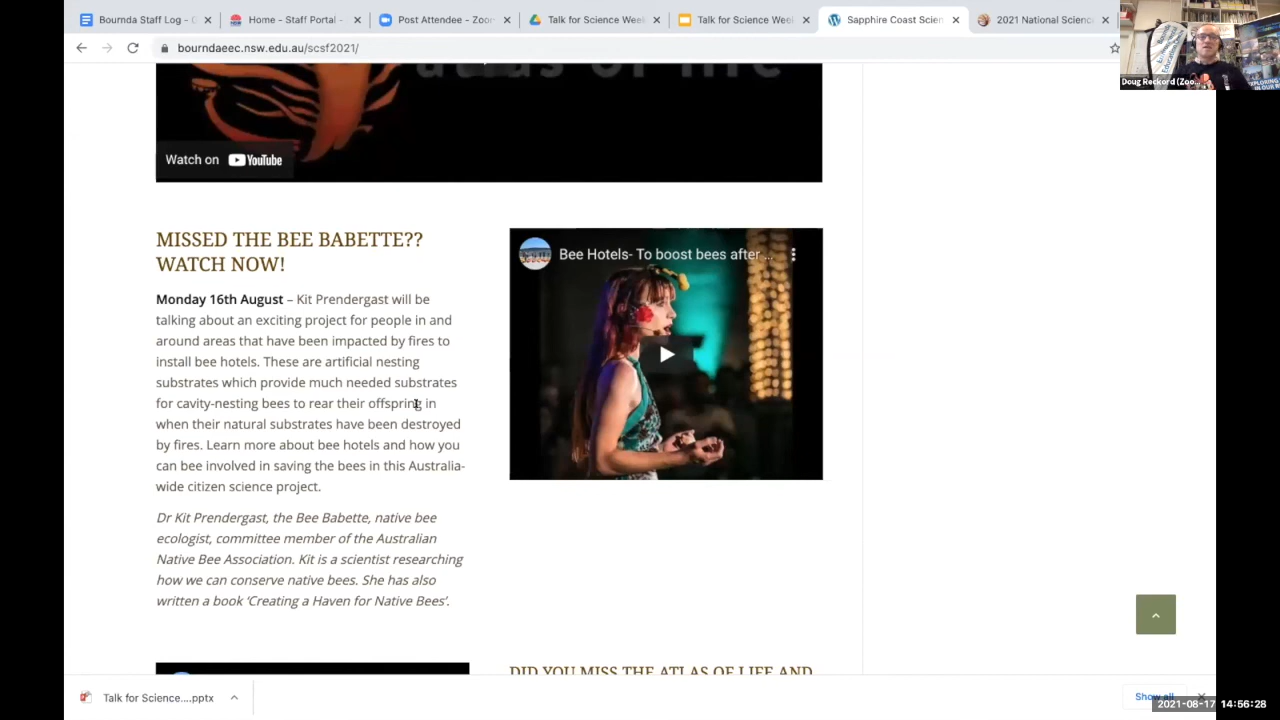 Bournda Staff Log - G
Home - Staff Portal -
Post Attendee - Zoom
Talk for Science Week
Talk for Science Week
Sapphire Coast Scien
2021 National Scienc
bourndaeec.nsw.edu.au/scsf2021/
Doug Reckord (Zoo...
atlas of life
Watch on YouTube
MISSED THE BEE BABETTE??
WATCH NOW!
Bee Hotels- To boost bees after ...
Monday 16th August – Kit Prendergast will be
talking about an exciting project for people in and
around areas that have been impacted by fires to
install bee hotels. These are artificial nesting
substrates which provide much needed substrates
for cavity-nesting bees to rear their offspring in
when their natural substrates have been destroyed
by fires. Learn more about bee hotels and how you
can bee involved in saving the bees in this Australia-
wide citizen science project.
Dr Kit Prendergast, the Bee Babette, native bee
ecologist, committee member of the Australian
Native Bee Association. Kit is a scientist researching
how we can conserve native bees. She has also
written a book ‘Creating a Haven for Native Bees’.
DID YOU MISS THE ATLAS OF LIFE AND
Talk for Science....pptx
Show all
2021-08-17 14:56:28